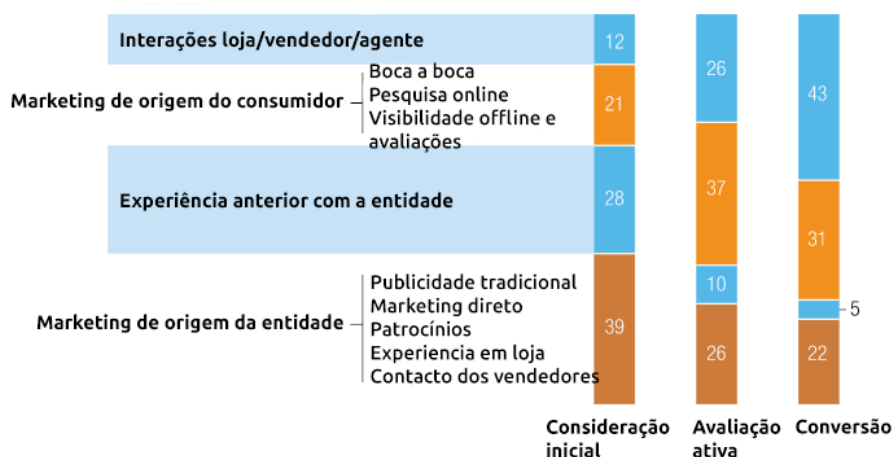 Interações loja/vendedor/agente
12
26
43
Marketing de origem do consumidor
Boca a boca
Pesquisa online
Visibilidade offline e
avaliações
21
37
31
Experiência anterior com a entidade
28
10
5
Marketing de origem da entidade
Publicidade tradicional
Marketing direto
Patrocínios
Experiencia em loja
Contacto dos vendedores
39
26
22
Consideração
inicial
Avaliação
ativa
Conversão